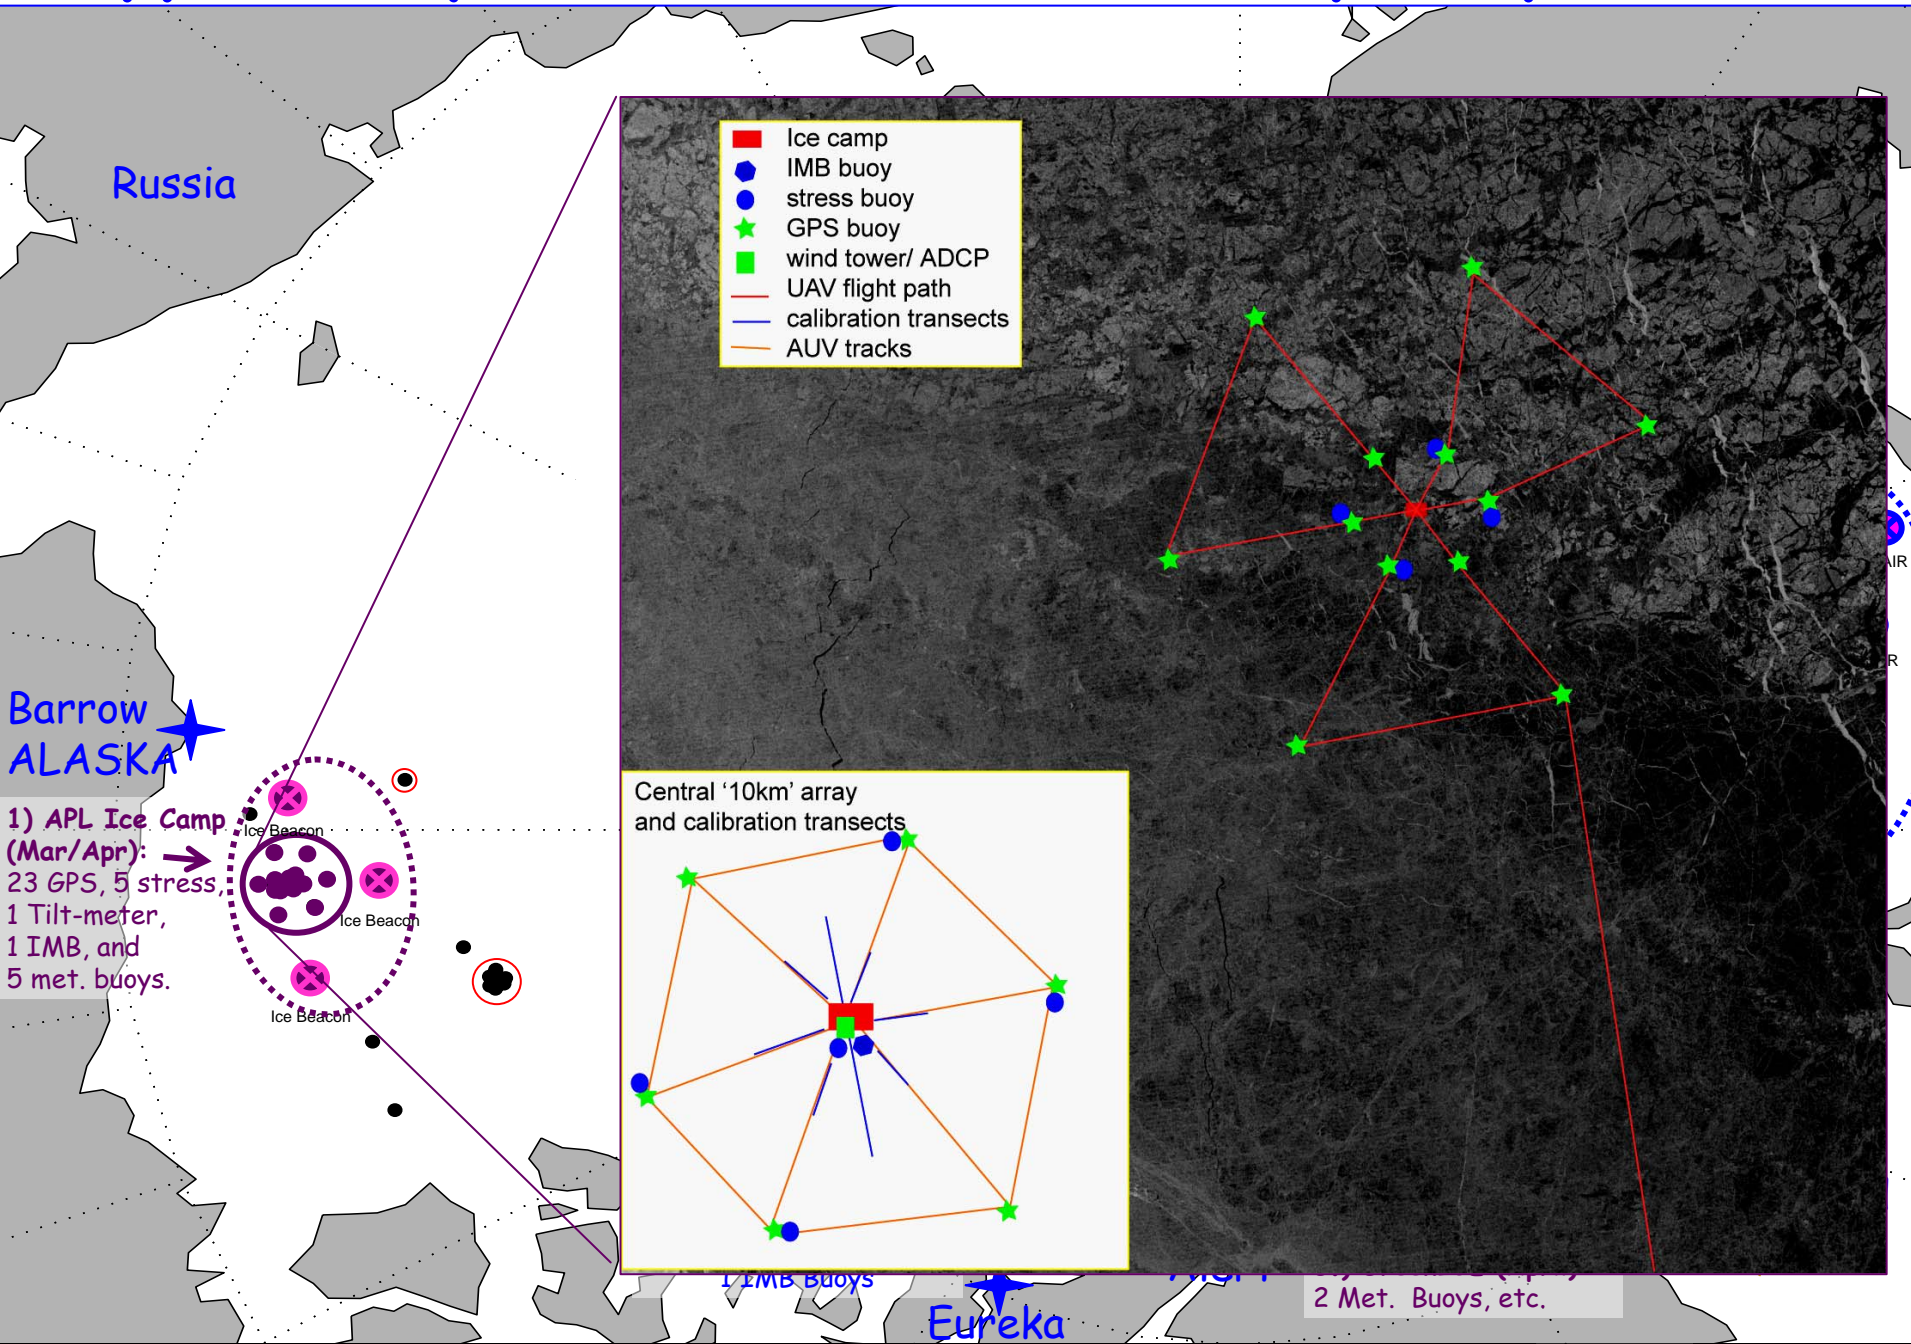 Russia
Ice camp
IMB buoy
stress buoy
GPS buoy
wind tower/ ADCP
UAV flight path
calibration transects
AUV tracks
Barrow
ALASKA
1) APL Ice Camp
(Mar/Apr):
23 GPS, 5 stress,
1 Tilt-meter,
1 IMB, and
5 met. buoys.
Ice Beacon
Ice Beacon
Ice Beacon
Central ‘10km’ array
and calibration transects
1 IMB Buoys
Eureka
2 Met. Buoys, etc.